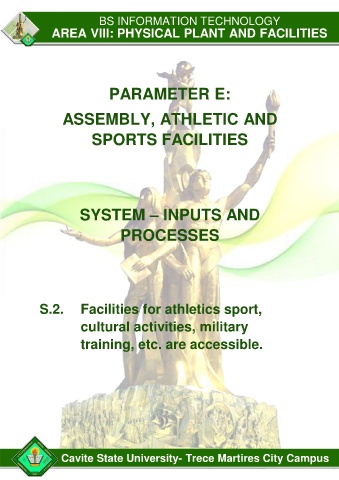 BS INFORMATION TECHNOLOGY
AREA VIII: PHYSICAL PLANT AND FACILITIES
PARAMETER E:
ASSEMBLY, ATHLETIC AND
SPORTS FACILITIES
SYSTEM – INPUTS AND
PROCESSES
S.2. Facilities for athletics sport,
cultural activities, military
training, etc. are accessible.
Cavite State University- Trece Martires City Campus